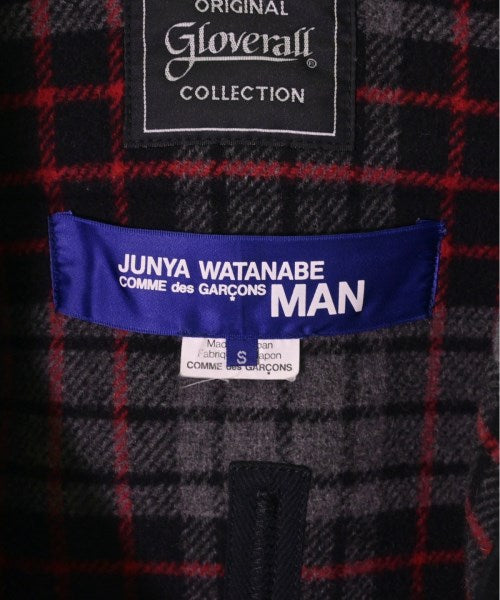 ORIGINAL
Gloverall®
COLLECTION
JUNYA WATANABE
COMME des GARÇONS MAN
S
COMME des GARÇONS